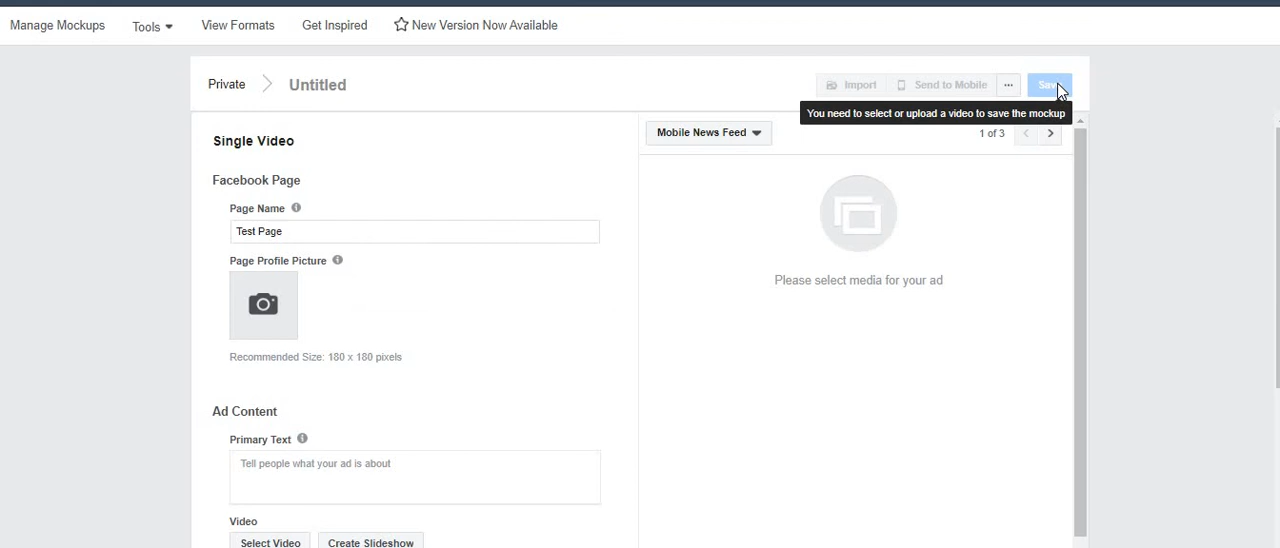 Manage Mockups Tools View Formats Get Inspired New Version Now Available
Private Untitled Import Send to Mobile ...
You need to select or upload a video to save the mockup
Single Video
Mobile News Feed 1 of 3
Facebook Page
Page Name
Test Page
Page Profile Picture
Please select media for your ad
Recommended Size: 180 x 180 pixels
Ad Content
Primary Text
Tell people what your ad is about
Video
Select Video Create Slideshow